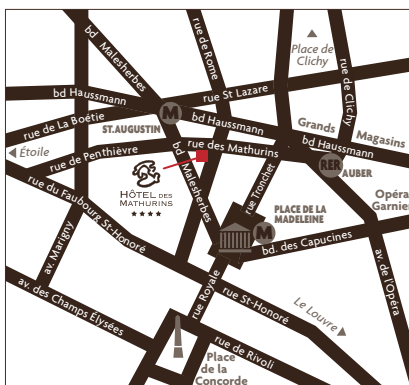 bd Malesherbes
rue de Rome
Place de
Clichy
rue de Clichy
rue St Lazare
bd Haussmann
M
rue de La Boétie
ST.AUGUSTIN
bd Haussmann
Grands
Magasins
bd Haussmann
Étoile
rue de Penthièvre
rue des Mathurins
RER
AUBER
rue du Faubourg St-Honoré
HÔTEL DES
MATHURINS
★★★★
bd Malesherbes
rue Tronchet
Opéra
Garnier
PLACE DE LA
MADELEINE
M
bd. des Capucines
av. Marigny
av. de l'Opéra
av. des Champs Élysées
rue Royale
rue St-Honoré
Le Louvre
rue de Rivoli
Place
de la
Concorde